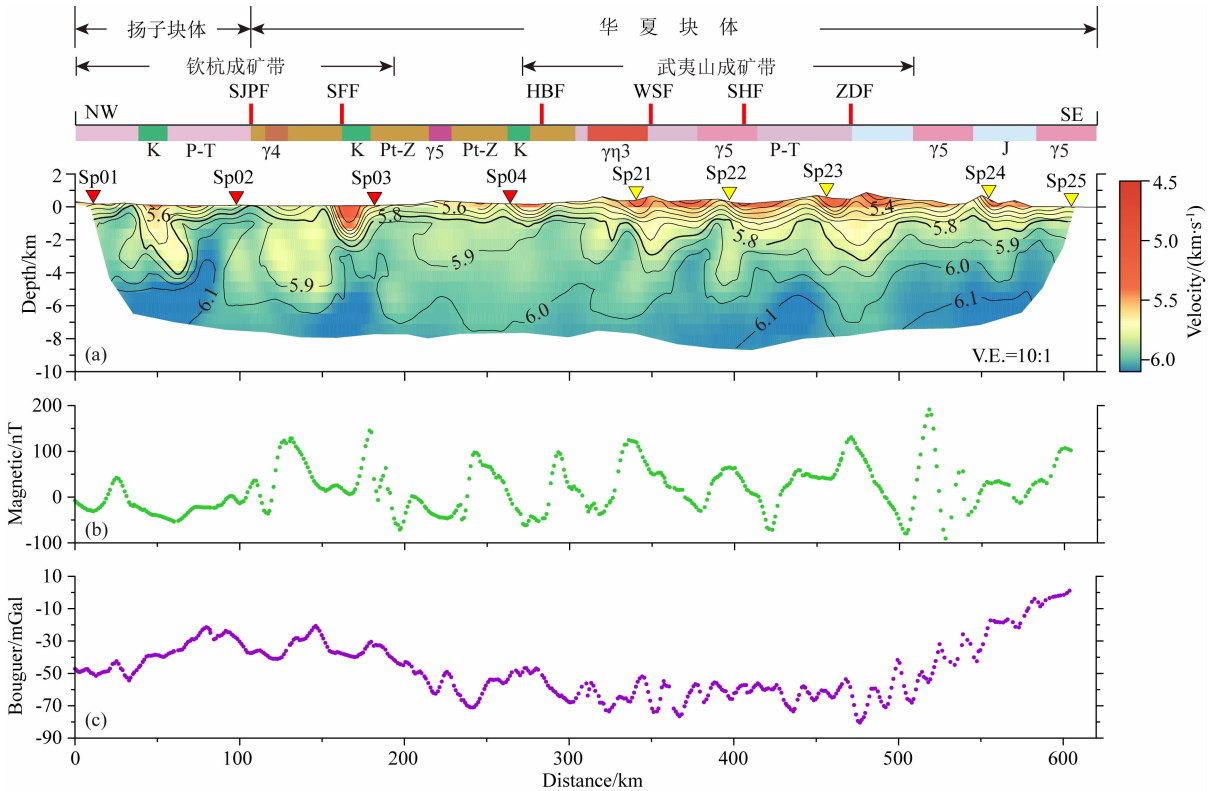 扬子块体 华夏块体
钦杭成矿带 武夷山成矿带
SJPF SFF HBF WSF SHF ZDF
NW SE
K P-T γ4 K Pt-Z γ5 Pt-Z K γη3 γ5 P-T γ5 J γ5
Sp01 Sp02 Sp03 Sp04 Sp21 Sp22 Sp23 Sp24 Sp25
2
0
-2
-4
-6
-8
-10
Depth/km
5.6 5.8 5.6 5.4
5.8 5.8 5.9
5.9 5.9 6.0
6.1 6.0 6.1 6.1
(a)
V.E.=10:1
4.5
5.0
5.5
6.0
Velocity/(km·s⁻¹)
200
100
0
-100
Magnetic/nT
(b)
10
-10
-30
-50
-70
-90
Bouguer/mGal
(c)
0 100 200 300 400 500 600
Distance/km